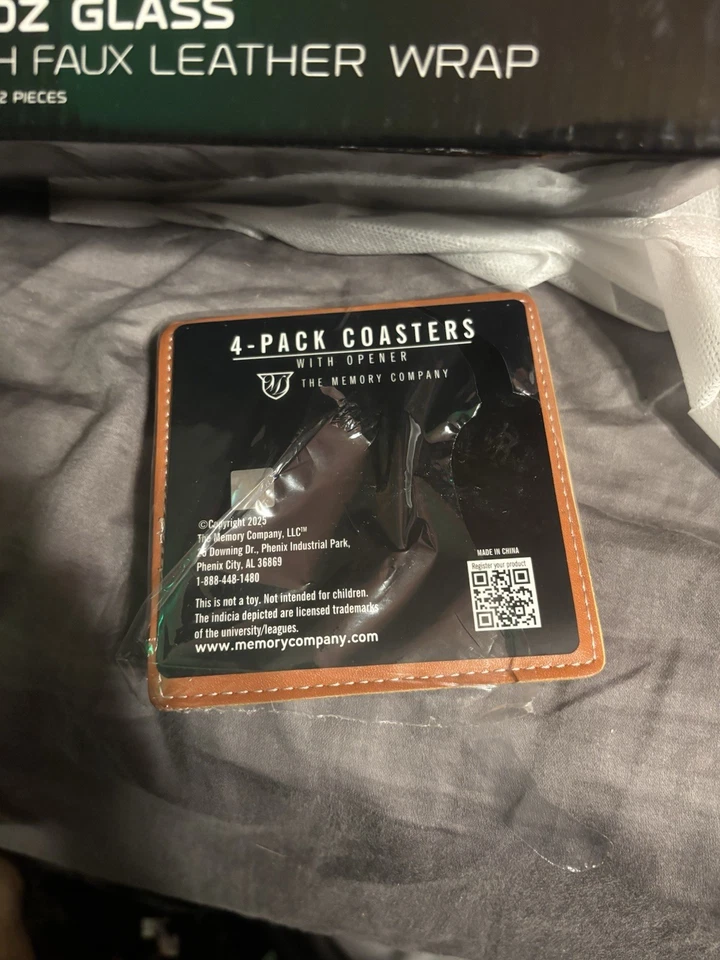 OZ GLASS
H FAUX LEATHER WRAP
2 PIECES
4-PACK COASTERS
WITH OPENER
THE MEMORY COMPANY
©Copyright 2025
The Memory Company, LLC™
Downing Dr., Phenix Industrial Park,
Phenix City, AL 36869
1-888-448-1480
This is not a toy. Not intended for children.
The indicia depicted are licensed trademarks
of the university/leagues.
www.memorycompany.com
MADE IN CHINA
Register your product